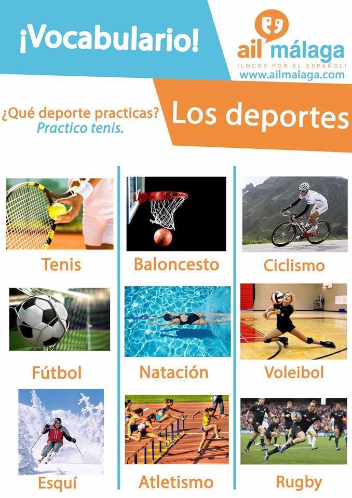 ¡Vocabulario!
ail málaga
¡LOCOS POR EL ESPAÑOL!
www.ailmalaga.com
¿Qué deporte practicas?
Practico tenis.
Los deportes
Tenis
Baloncesto
Ciclismo
Fútbol
Natación
Voleibol
Esquí
Atletismo
Rugby